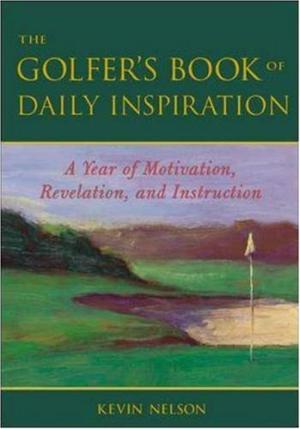 THE
GOLFER'S BOOK OF
DAILY INSPIRATION
A Year of Motivation,
Revelation, and Instruction
KEVIN NELSON